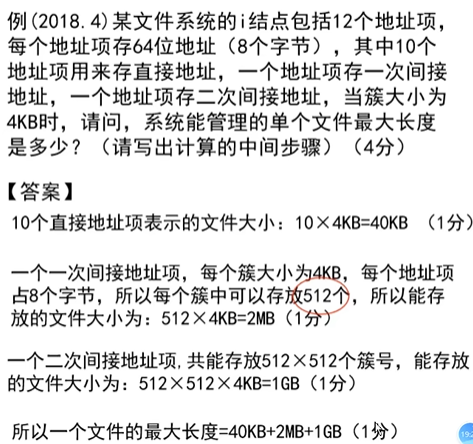 例(2018.4)某文件系统的i结点包括12个地址项，
每个地址项存64位地址（8个字节），其中10个
地址项用来存直接地址，一个地址项存一次间接
地址，一个地址项存二次间接地址，当簇大小为
4KB时，请问，系统能管理的单个文件最大长度
是多少？（请写出计算的中间步骤）（4分）
【答案】
10个直接地址项表示的文件大小：10×4KB=40KB （1分）
一个一次间接地址项，每个簇大小为4KB，每个地址项
占8个字节，所以每个簇中可以存放512个，所以能存
放的文件大小为：512×4KB=2MB（1分）
一个二次间接地址项,共能存放512×512个簇号，能存放
的文件大小为：512×512×4KB=1GB（1分）
所以一个文件的最大长度=40KB+2MB+1GB（1分）